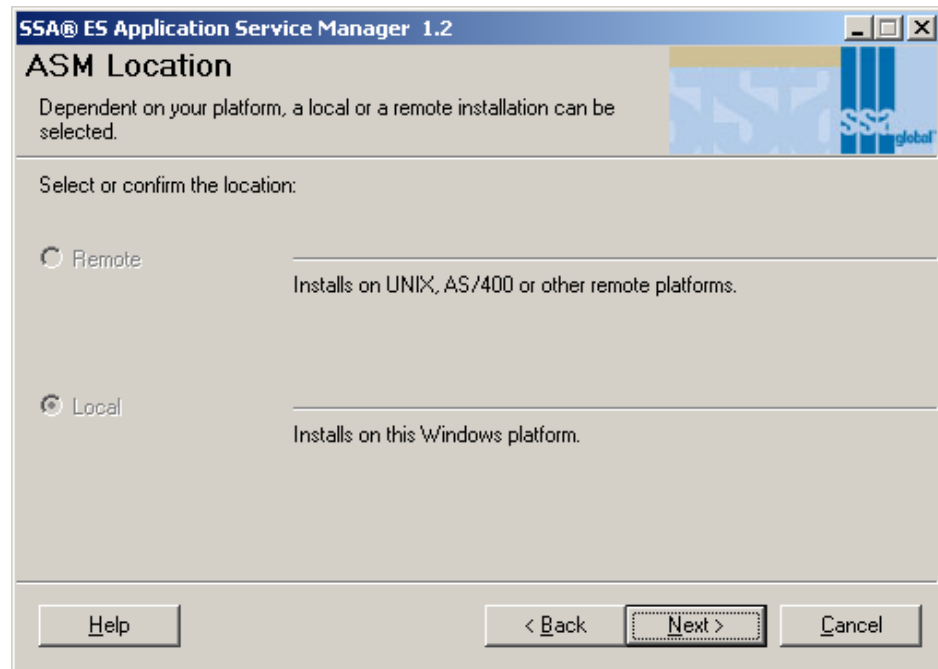 SSA® ES Application Service Manager 1.2
ASM Location
Dependent on your platform, a local or a remote installation can be
selected.
ssa
global™
Select or confirm the location:
Remote
Installs on UNIX, AS/400 or other remote platforms.
Local
Installs on this Windows platform.
Help
< Back
Next >
Cancel